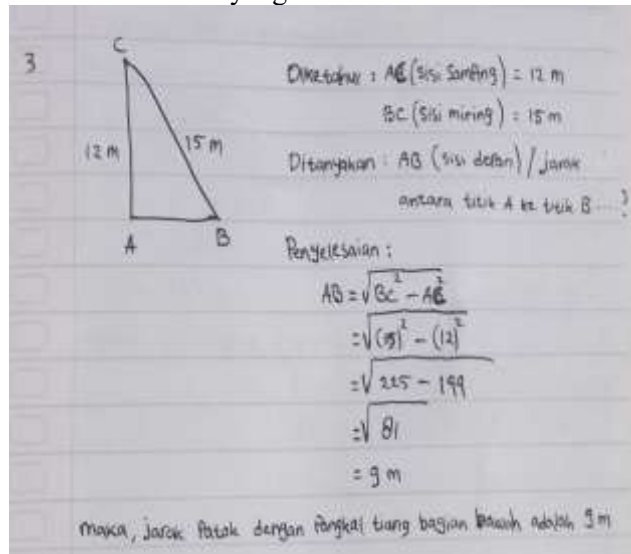 3
C
12 m
15 m
A
B
Diketahui : AC (sisi samping) = 12 m
BC (sisi miring) = 15 m
Ditanyakan : AB (sisi depan) / jarak
antara titik A ke titik B ....?
Penyelesaian :
AB = √BC² - AC²
= √(15)² - (12)²
= √225 - 144
= √81
= 9 m
maka, jarak Patok dengan Pangkal tiang bagian bawah adalah 9 m